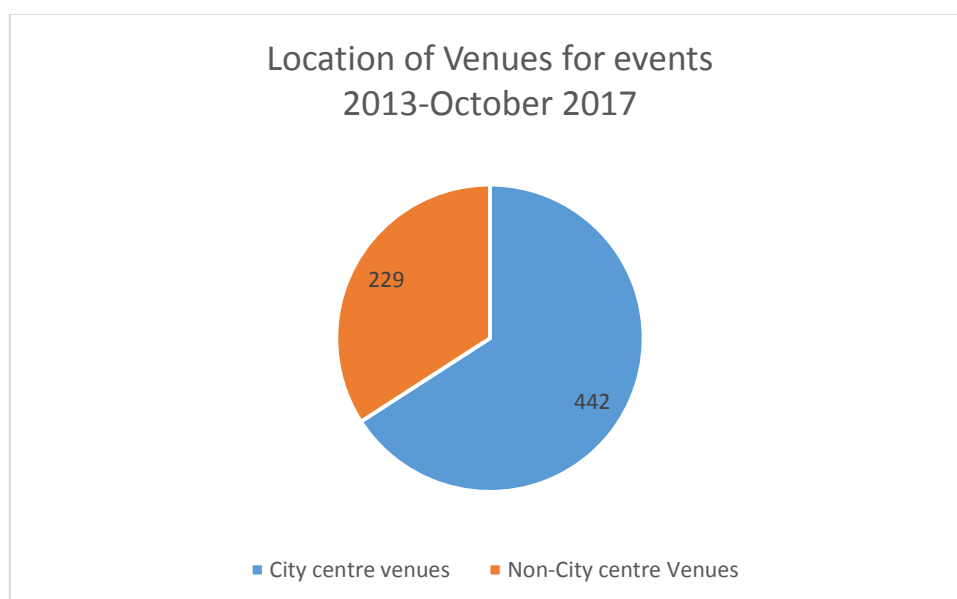 Location of Venues for events
2013-October 2017
229
442
City centre venues
Non-City centre Venues